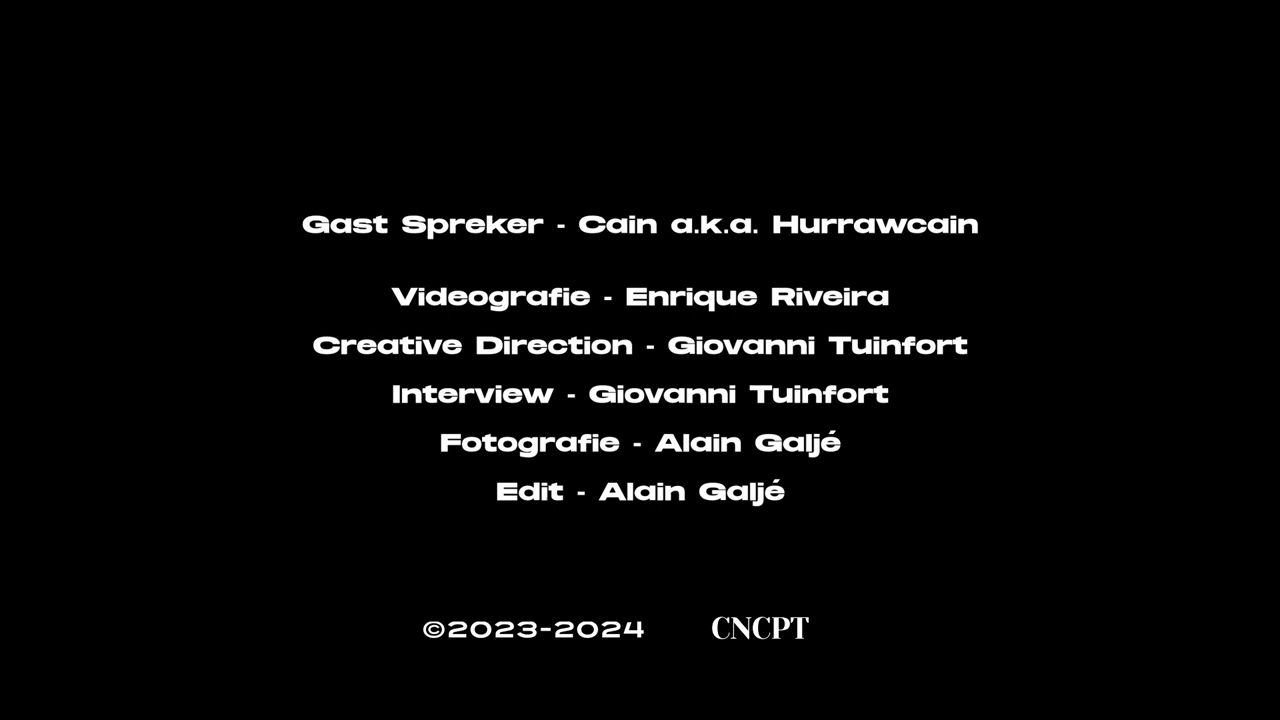 Gast Spreker - Cain a.k.a. Hurrawcain
Videografie - Enrique Riveira
Creative Direction - Giovanni Tuinfort
Interview - Giovanni Tuinfort
Fotografie - Alain Galjé
Edit - Alain Galjé
©2023-2024 CNCPT